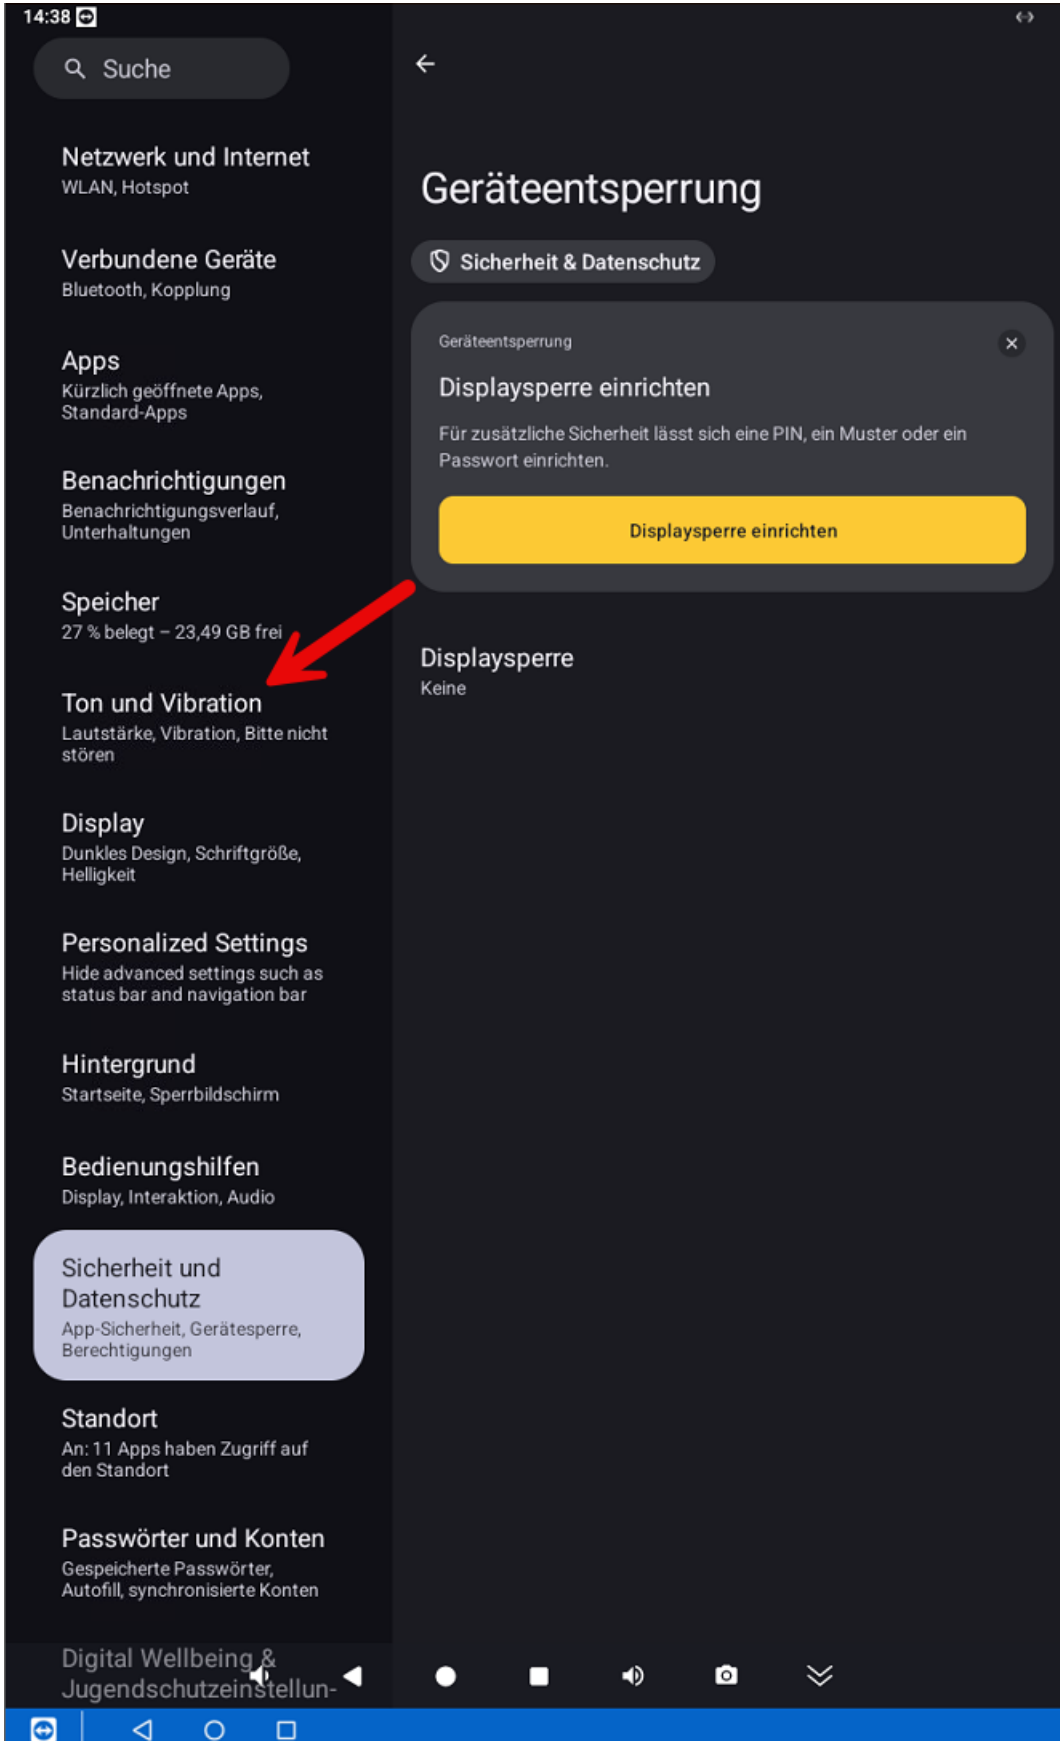 14:38
Suche
Netzwerk und Internet
WLAN, Hotspot
Verbundene Geräte
Bluetooth, Kopplung
Apps
Kürzlich geöffnete Apps,
Standard-Apps
Benachrichtigungen
Benachrichtigungsverlauf,
Unterhaltungen
Speicher
27 % belegt – 23,49 GB frei
Ton und Vibration
Lautstärke, Vibration, Bitte nicht
stören
Display
Dunkles Design, Schriftgröße,
Helligkeit
Personalized Settings
Hide advanced settings such as
status bar and navigation bar
Hintergrund
Startseite, Sperrbildschirm
Bedienungshilfen
Display, Interaktion, Audio
Sicherheit und
Datenschutz
App-Sicherheit, Gerätesperre,
Berechtigungen
Standort
An: 11 Apps haben Zugriff auf
den Standort
Passwörter und Konten
Gespeicherte Passwörter,
Autofill, synchronisierte Konten
Digital Wellbeing &
Jugendschutzeinstellun-
Geräteentsperrung
Sicherheit & Datenschutz
Geräteentsperrung
Displaysperre einrichten
Für zusätzliche Sicherheit lässt sich eine PIN, ein Muster oder ein
Passwort einrichten.
Displaysperre einrichten
Displaysperre
Keine